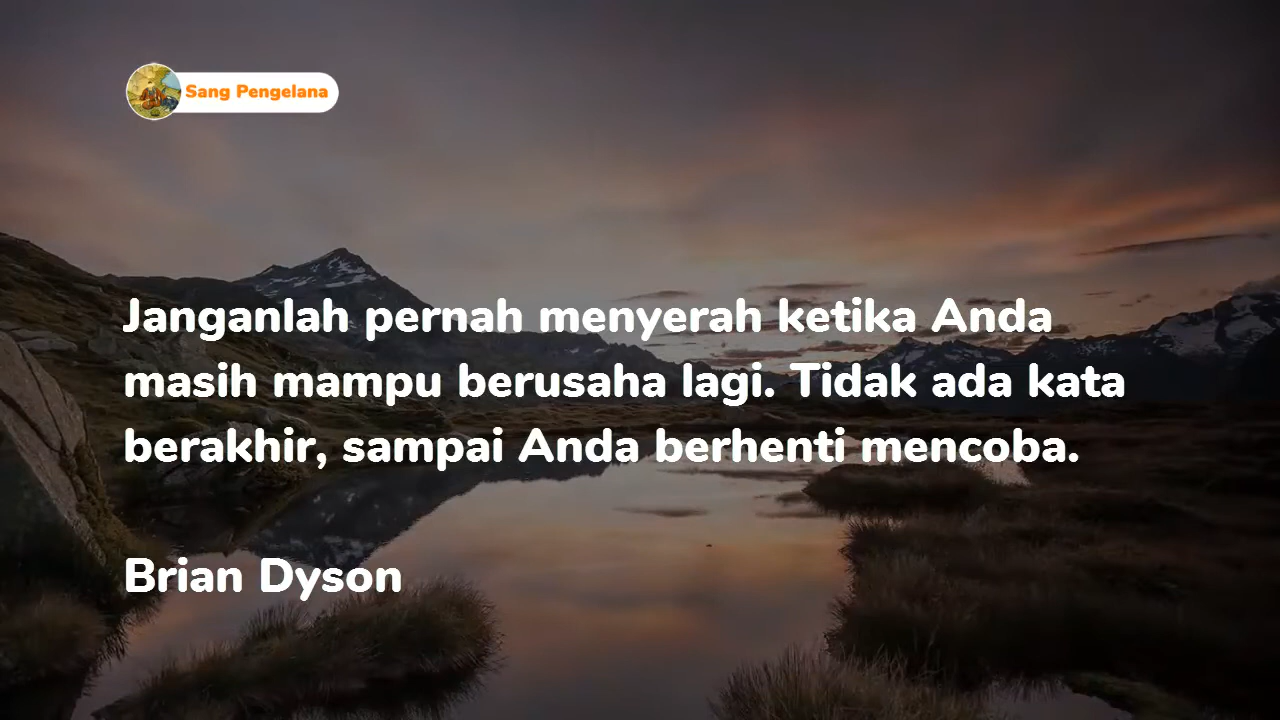 Sang Pengelana
Janganlah pernah menyerah ketika Anda
masih mampu berusaha lagi. Tidak ada kata
berakhir, sampai Anda berhenti mencoba.
Brian Dyson